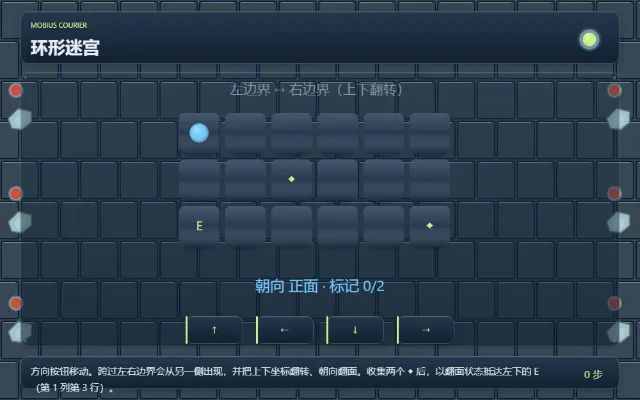 MOBIUS COURIER
环形迷宫
左边界 ↔ 右边界（上下翻转）
◆
E ◆
朝向 正面 · 标记 0/2
↑ ← ↓ →
方向按钮移动。跨过左右边界会从另一侧出现，并把上下坐标翻转、朝向翻面。收集两个 ◆ 后，以翻面状态抵达左下的 E
（第 1 列第 3 行）。
0 步